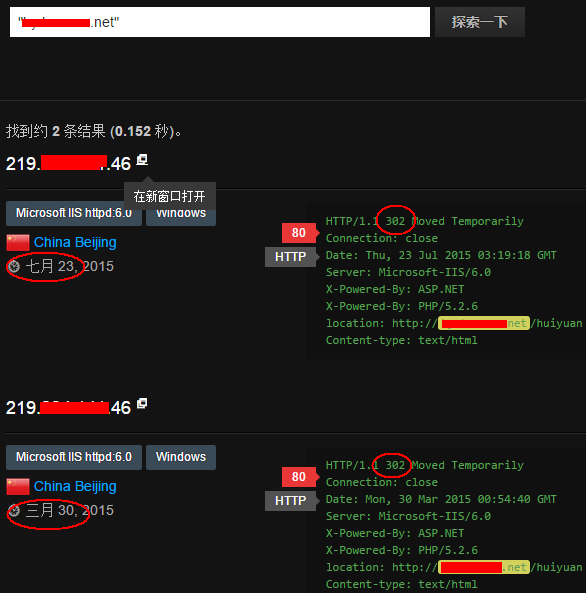 .net"
探索一下
找到约 2 条结果 (0.152 秒)。
219. .46
在新窗口打开
Microsoft IIS httpd:6.0 Windows
China Beijing
七月 23, 2015
80
HTTP
HTTP/1.1 302 Moved Temporarily
Connection: close
Date: Thu, 23 Jul 2015 03:19:18 GMT
Server: Microsoft-IIS/6.0
X-Powered-By: ASP.NET
X-Powered-By: PHP/5.2.6
location: http:// net/huiyuan
Content-type: text/html
219. .46
Microsoft IIS httpd:6.0 Windows
China Beijing
三月 30, 2015
80
HTTP
HTTP/1.1 302 Moved Temporarily
Connection: close
Date: Mon, 30 Mar 2015 00:54:40 GMT
Server: Microsoft-IIS/6.0
X-Powered-By: ASP.NET
X-Powered-By: PHP/5.2.6
location: http:// .net/huiyuan
Content-type: text/html